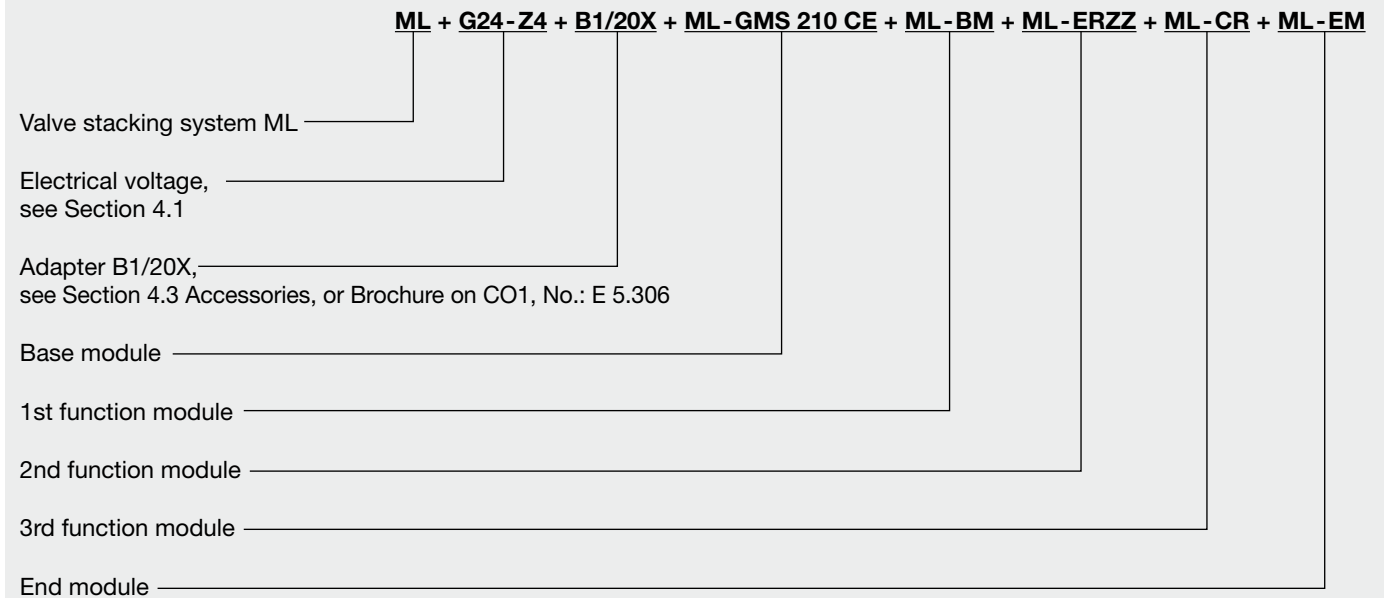 ML + G24-Z4 + B1/20X + ML-GMS 210 CE + ML-BM + ML-ERZZ + ML-CR + ML-EM
Valve stacking system ML
Electrical voltage,
see Section 4.1
Adapter B1/20X,
see Section 4.3 Accessories, or Brochure on CO1, No.: E 5.306
Base module
1st function module
2nd function module
3rd function module
End module